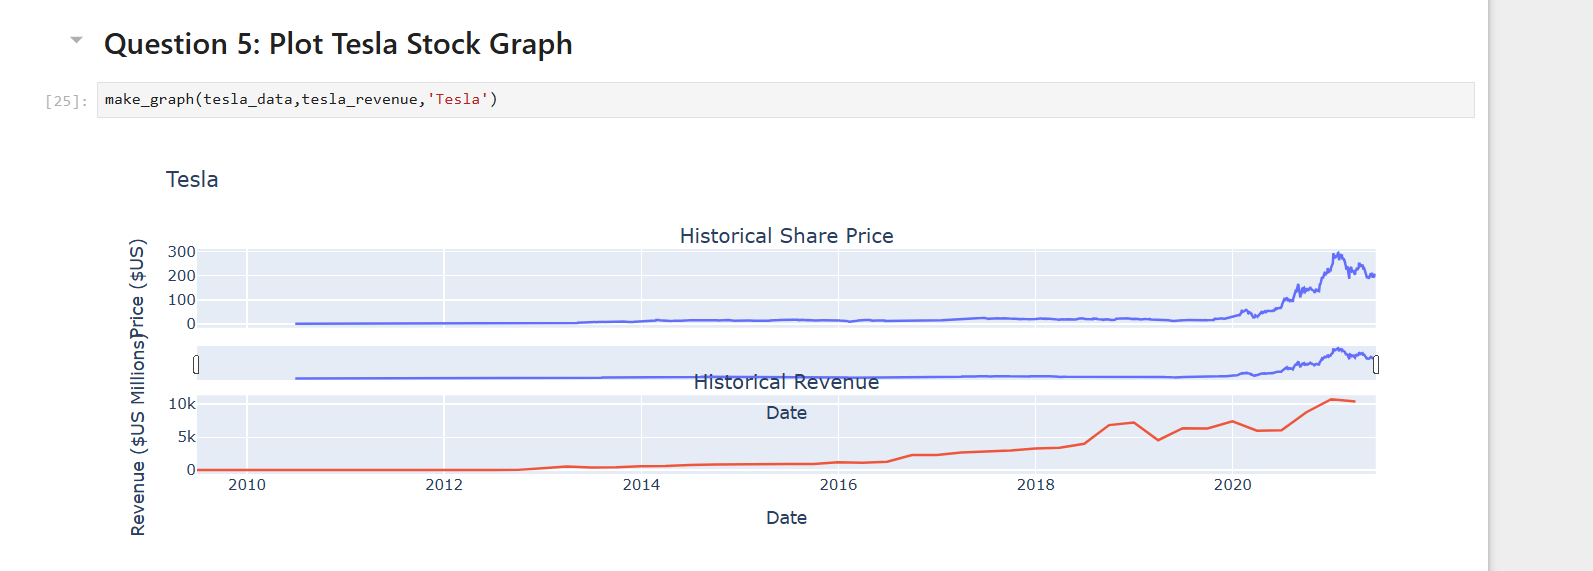 Question 5: Plot Tesla Stock Graph
[25]:
make_graph(tesla_data,tesla_revenue,'Tesla')
Tesla
Historical Share Price
Price ($US)
300
200
100
0
Historical Revenue
Date
Revenue ($US Millions)
10k
5k
0
2010 2012 2014 2016 2018 2020
Date